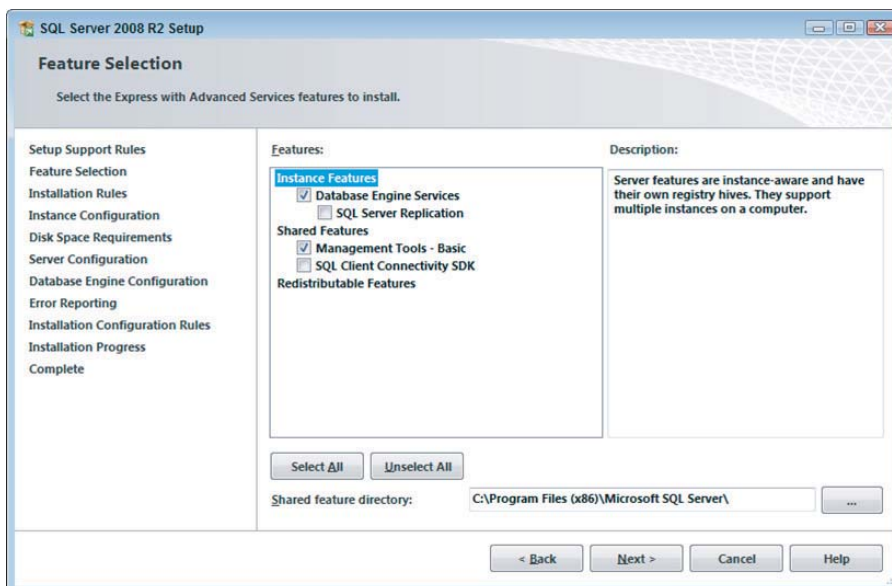 SQL Server 2008 R2 Setup
Feature Selection
Select the Express with Advanced Services features to install.
Setup Support Rules
Feature Selection
Installation Rules
Instance Configuration
Disk Space Requirements
Server Configuration
Database Engine Configuration
Error Reporting
Installation Configuration Rules
Installation Progress
Complete
Features:
Instance Features
Database Engine Services
SQL Server Replication
Shared Features
Management Tools - Basic
SQL Client Connectivity SDK
Redistributable Features
Description:
Server features are instance-aware and have
their own registry hives. They support
multiple instances on a computer.
Select All
Unselect All
Shared feature directory:
C:\Program Files (x86)\Microsoft SQL Server\
...
< Back
Next >
Cancel
Help